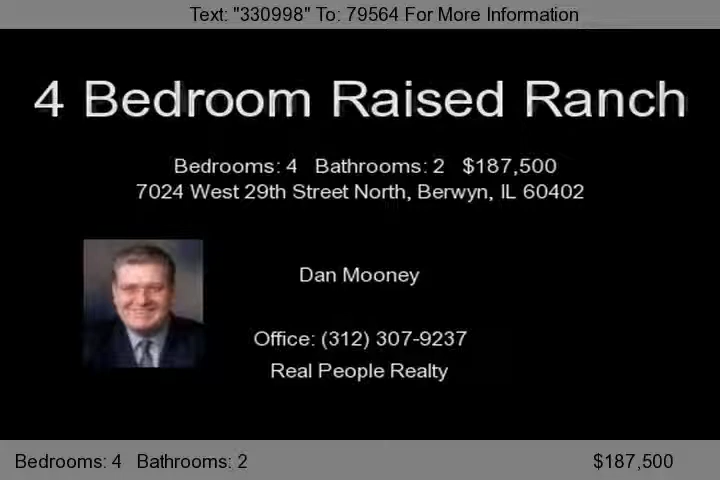 Text: "330998" To: 79564 For More Information
4 Bedroom Raised Ranch
Bedrooms: 4 Bathrooms: 2 $187,500
7024 West 29th Street North, Berwyn, IL 60402
Dan Mooney
Office: (312) 307-9237
Real People Realty
Bedrooms: 4 Bathrooms: 2 $187,500